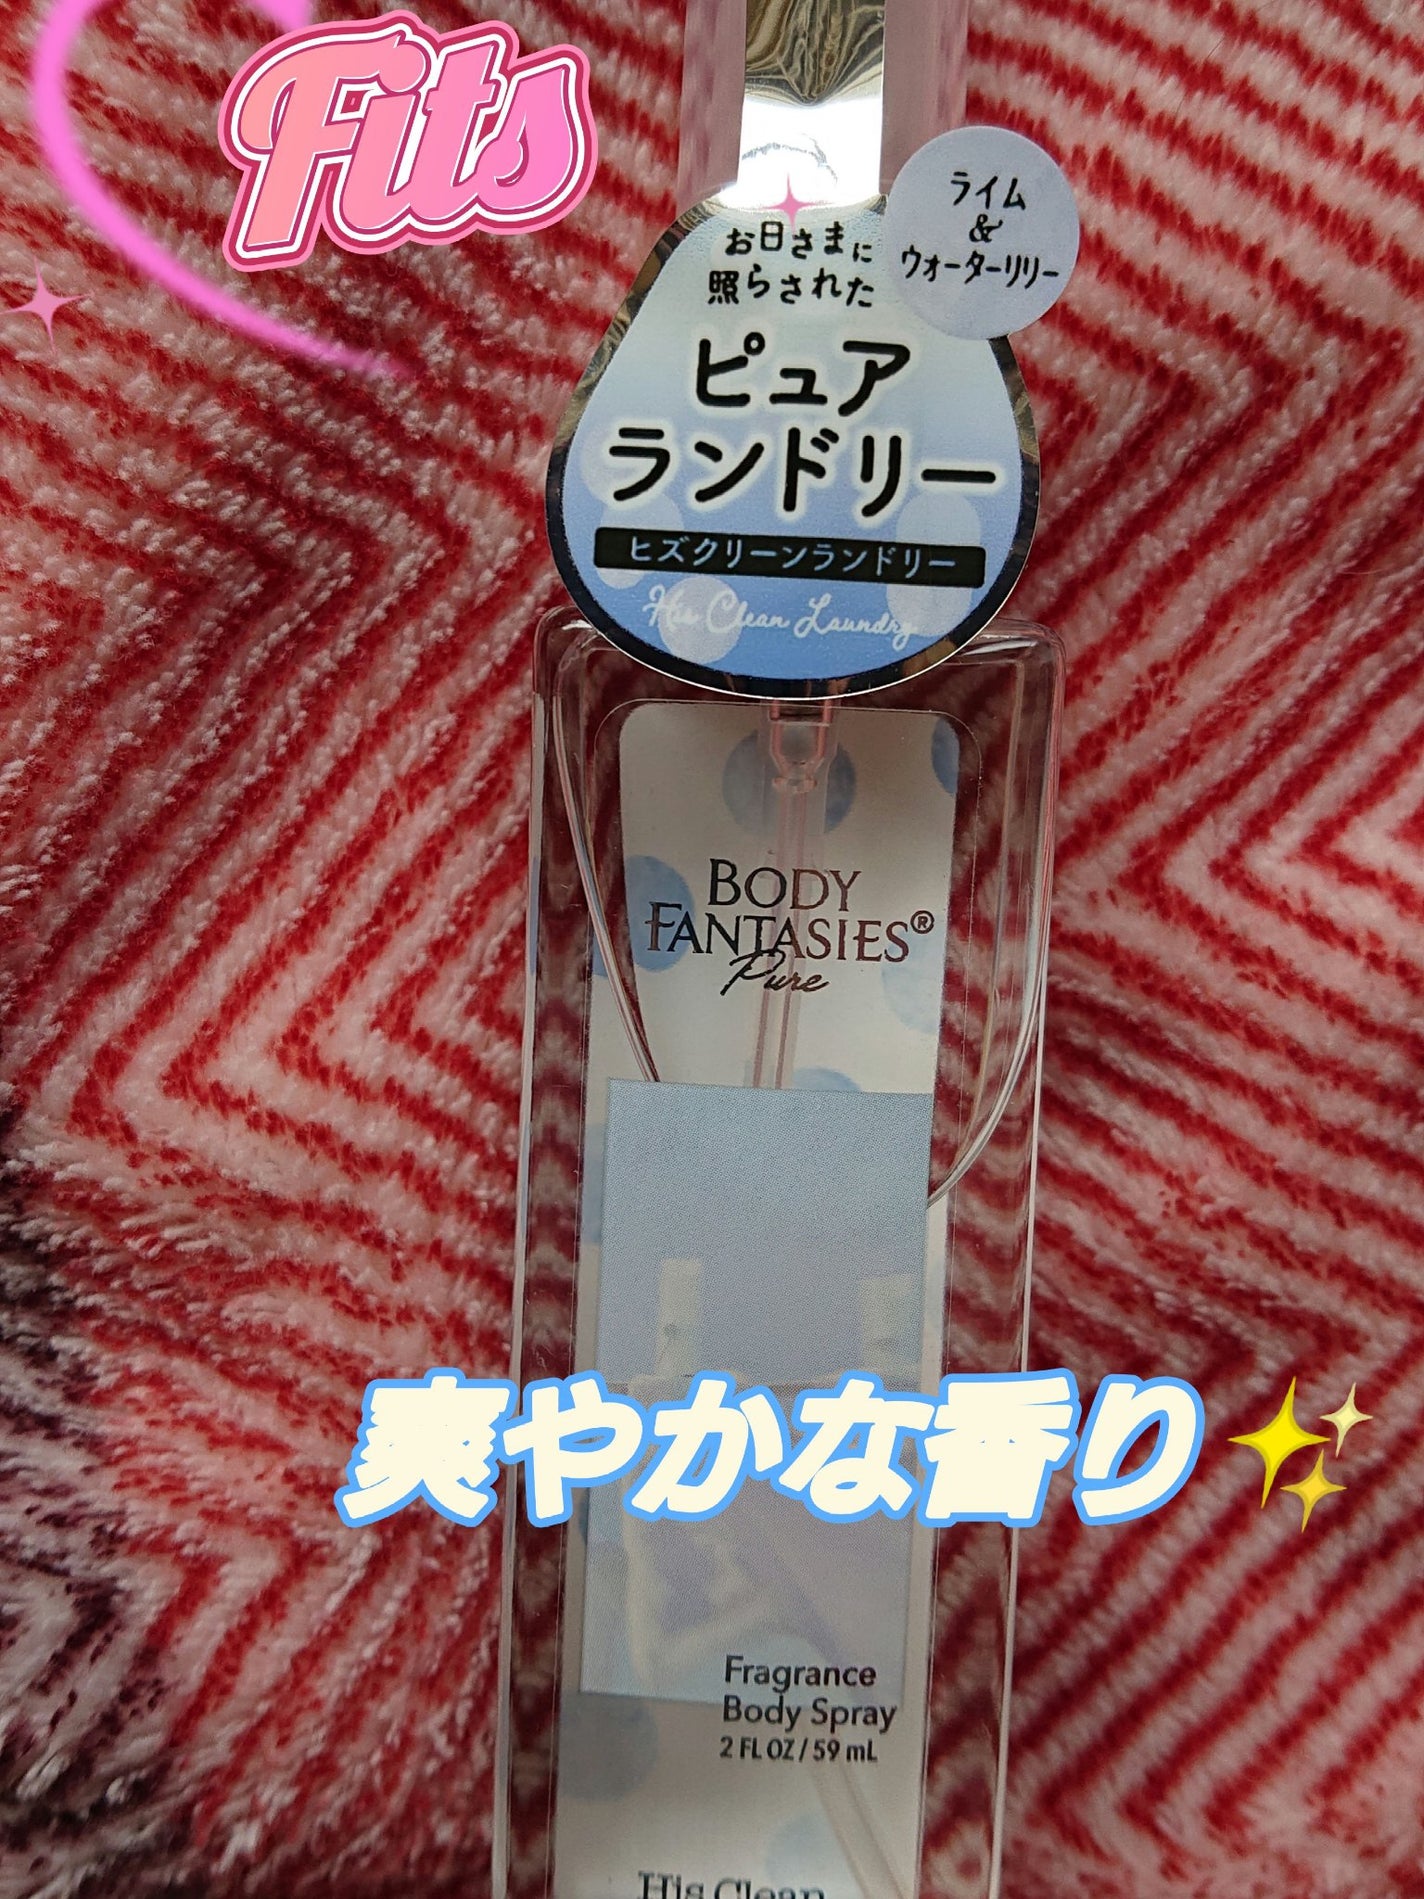 Fits
ライム
&
ウォーターリリー
お日さまに
照らされた
ピュア
ランドリー
ヒズクリーンランドリー
His Clean Laundry
BODY
FANTASIES®
Pure
爽やかな香り
Fragrance
Body Spray
2 FL OZ / 59 mL
His Clean